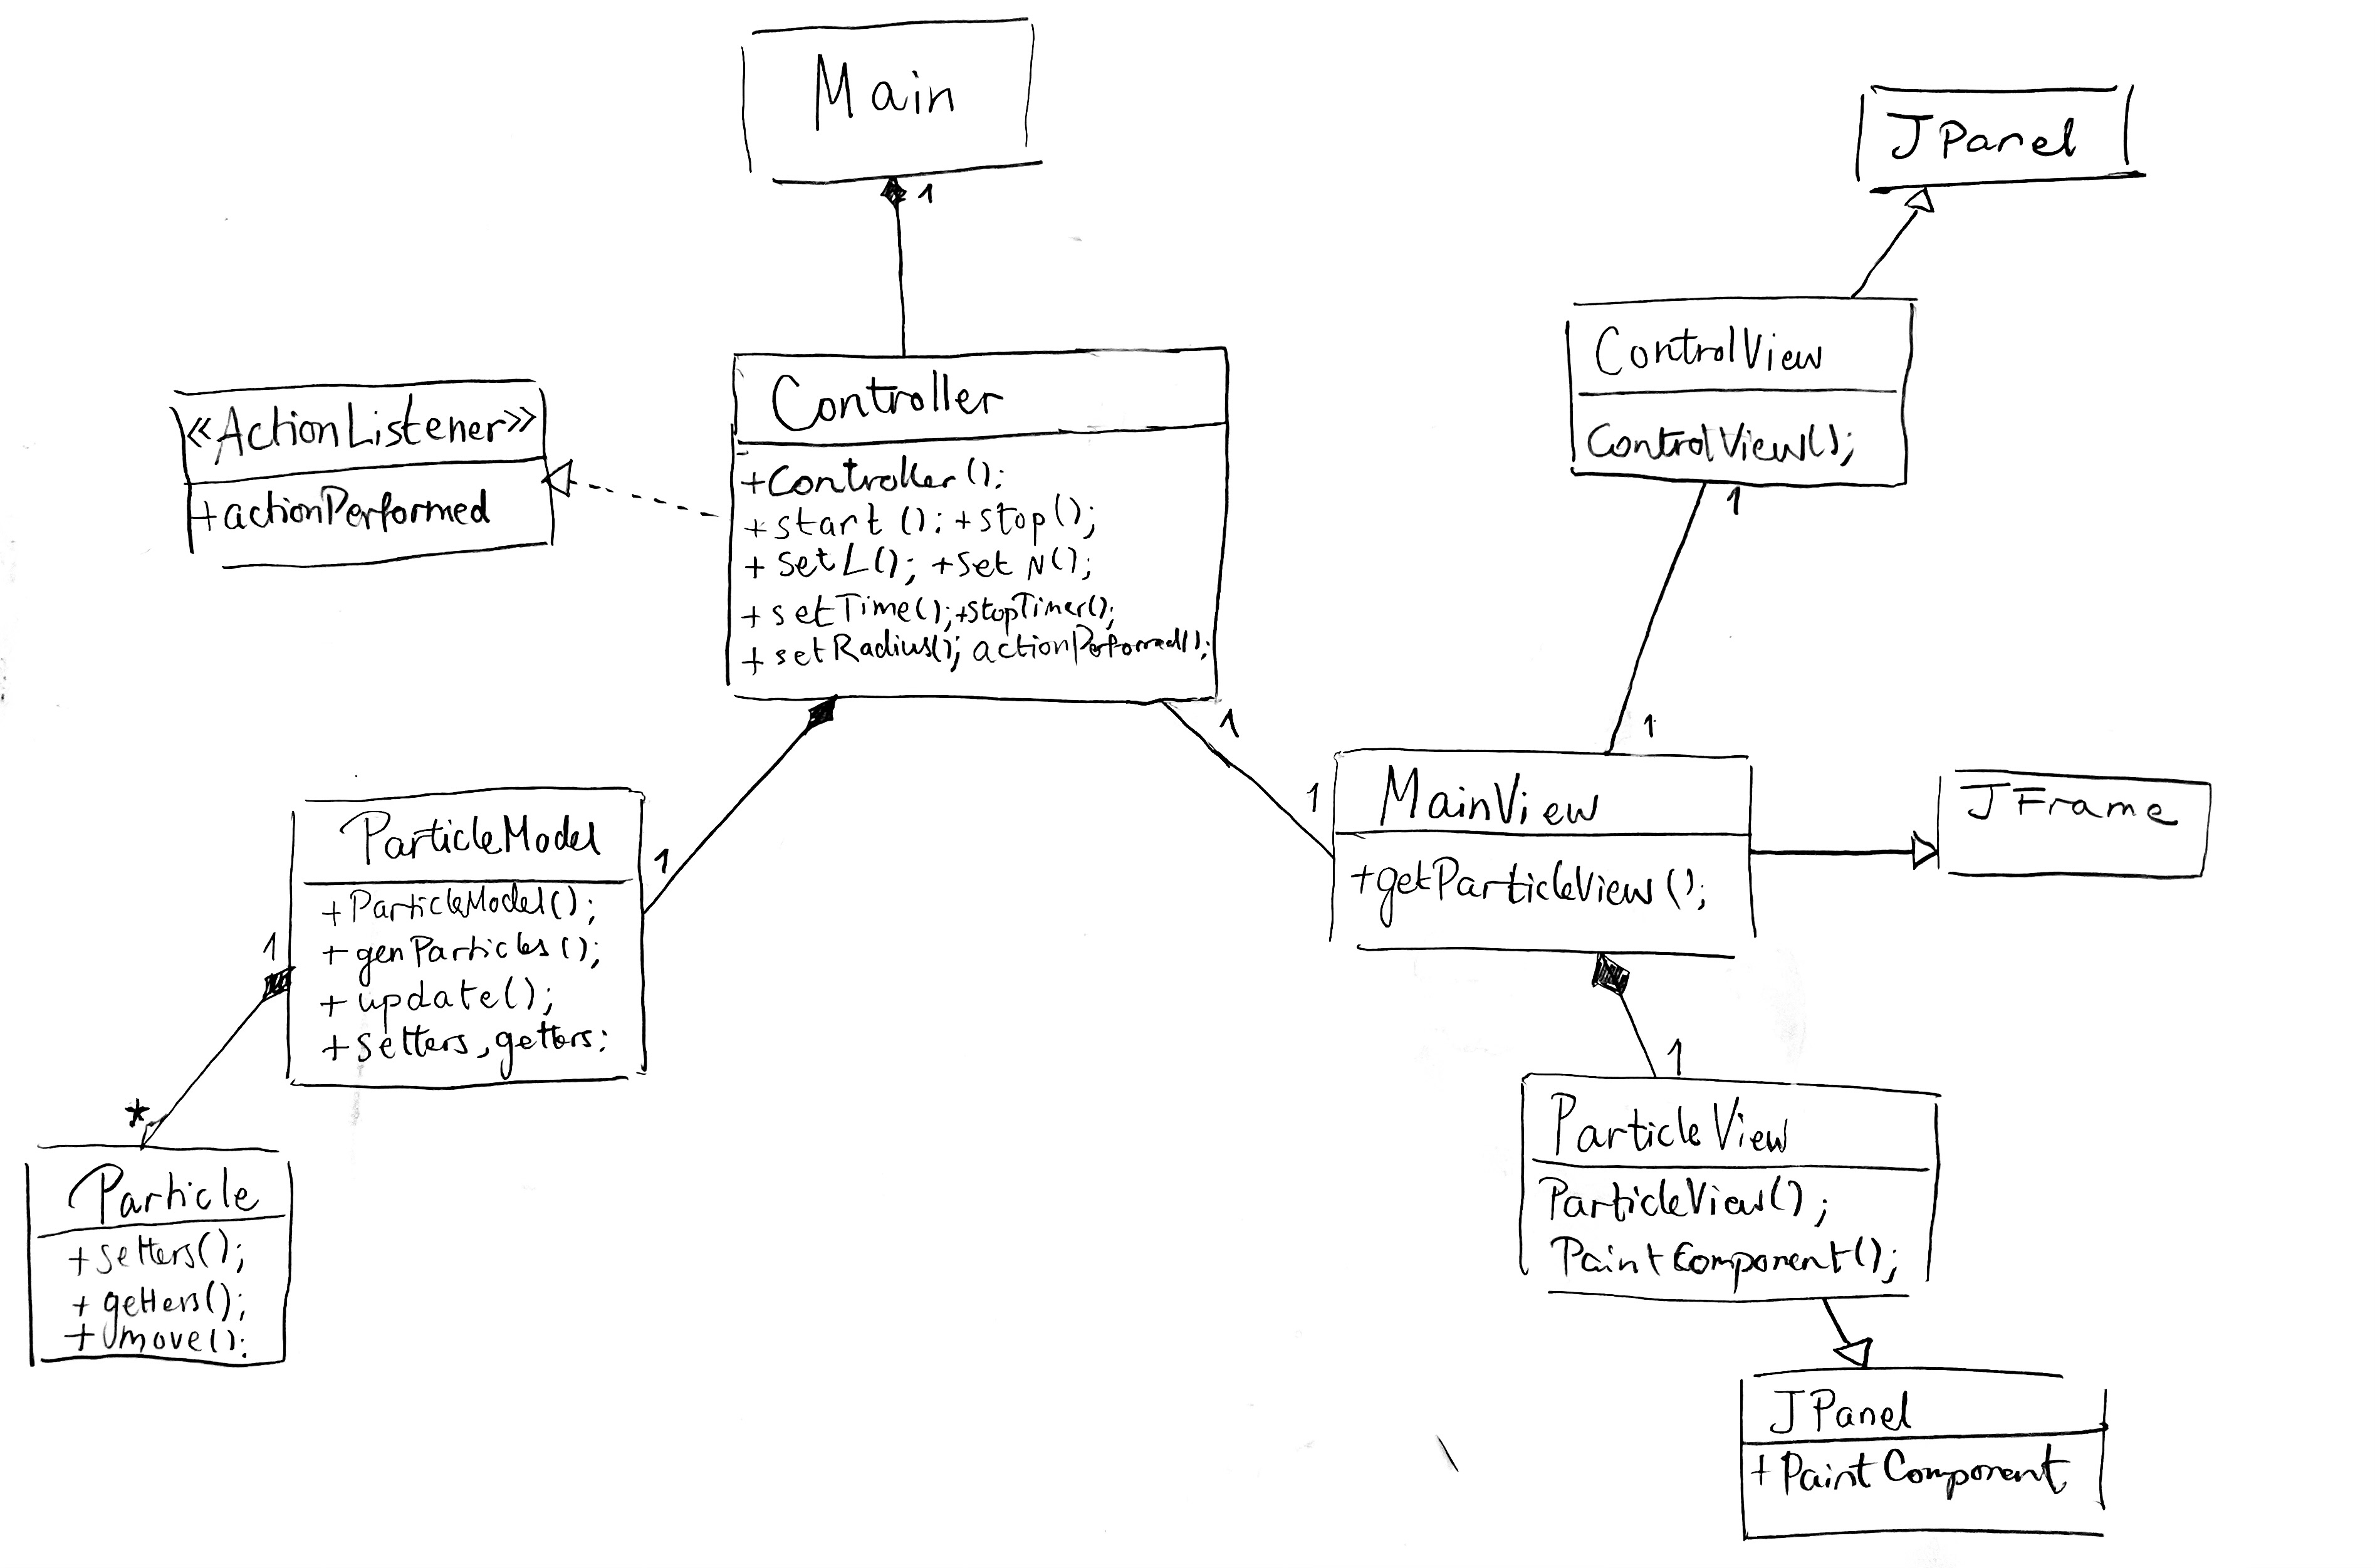 Main
1
JPanel
ControlView
ControlView();
1
Controller
+Controller();
+ start(); +stop();
+ setL(); +set N();
+ setTime();+stopTimer();
+ setRadius(); actionPerformed();
<<ActionListener>>
+actionPerformed
1
1
1
1
MainView
+getParticleView();
JFrame
ParticleModel
+ParticleModel();
+ genParticles();
+ update();
+ setters, getters;
1
1
*
Particle
+setters();
+ getters();
+ move();
1
ParticleView
ParticleView();
PaintComponent();
JPanel
+PaintComponent